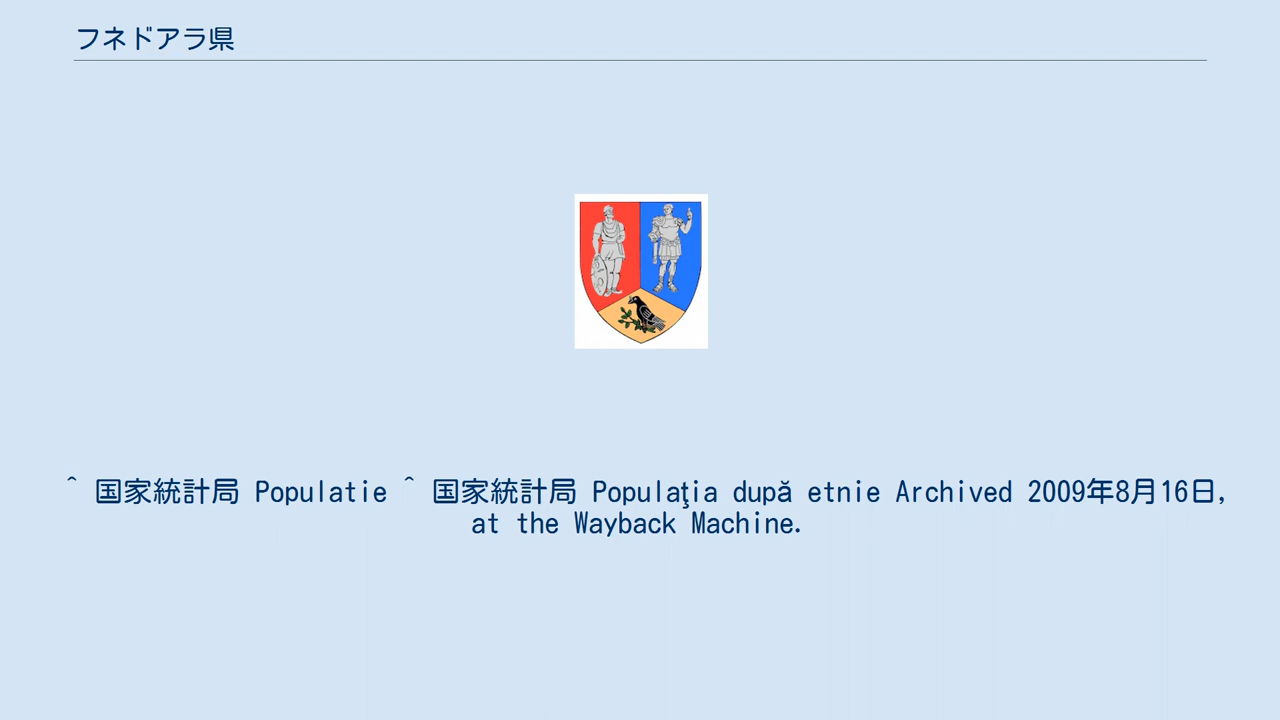 フネドアラ県
^ 国家統計局 Populatie ^ 国家統計局 Populaţia după etnie Archived 2009年8月16日,
at the Wayback Machine.